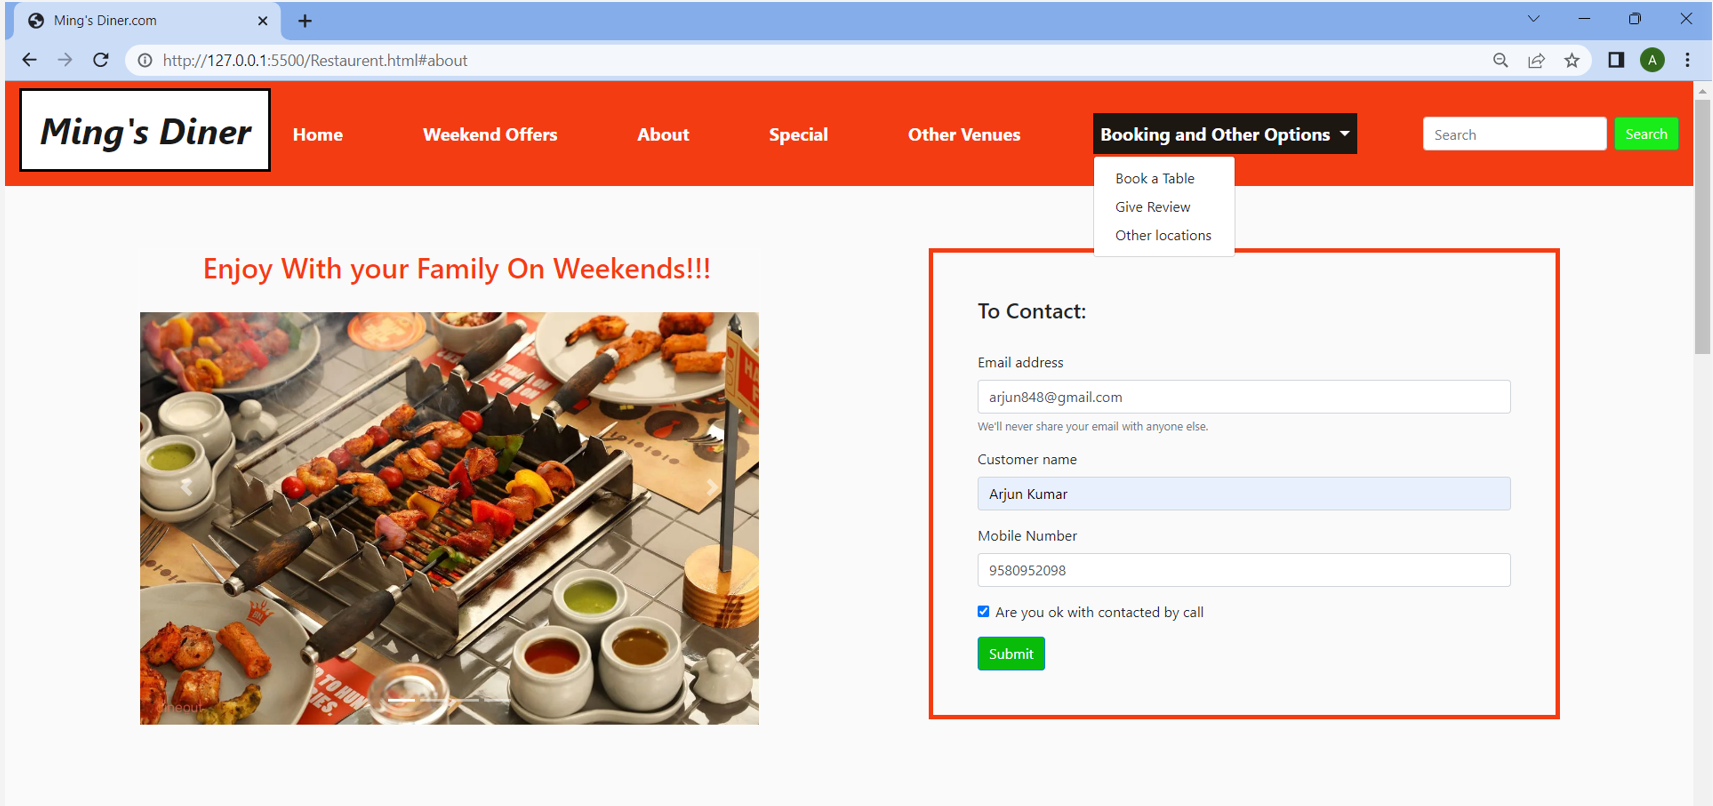 Ming's Diner.com
http://127.0.0.1:5500/Restaurent.html#about
A
Ming's Diner
Home
Weekend Offers
About
Special
Other Venues
Booking and Other Options
Search
Search
Book a Table
Give Review
Other locations
Enjoy With your Family On Weekends!!!
To Contact:
Email address
arjun848@gmail.com
We'll never share your email with anyone else.
Customer name
Arjun Kumar
Mobile Number
9580952098
Are you ok with contacted by call
Submit